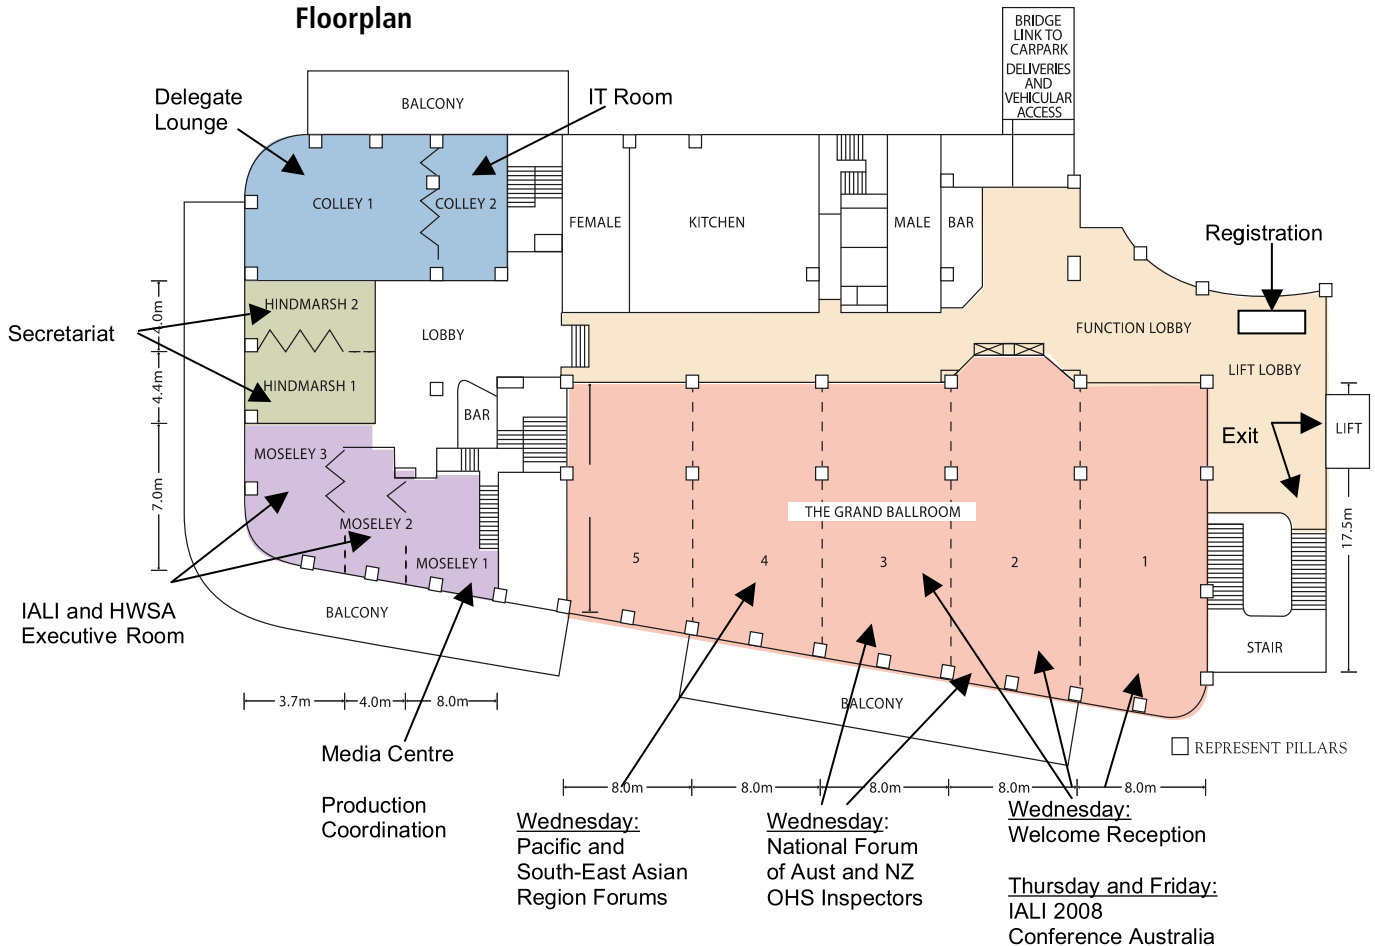 Floorplan
BRIDGE
LINK TO
CARPARK
DELIVERIES
AND
VEHICULAR
ACCESS
Delegate
Lounge
BALCONY
IT Room
COLLEY 1
COLLEY 2
FEMALE
KITCHEN
MALE
BAR
Registration
HINDMARSH 2
4.0m
Secretariat
LOBBY
FUNCTION LOBBY
LIFT LOBBY
HINDMARSH 1
4.4m
BAR
Exit
LIFT
MOSELEY 3
7.0m
MOSELEY 2
THE GRAND BALLROOM
17.5m
MOSELEY 1
5
4
3
2
1
IALI and HWSA
Executive Room
BALCONY
STAIR
3.7m
4.0m
8.0m
BALCONY
Media Centre
REPRESENT PILLARS
Production
Coordination
8.0m
8.0m
8.0m
8.0m
8.0m
Wednesday:
Pacific and
South-East Asian
Region Forums
Wednesday:
National Forum
of Aust and NZ
OHS Inspectors
Wednesday:
Welcome Reception
Thursday and Friday:
IALI 2008
Conference Australia